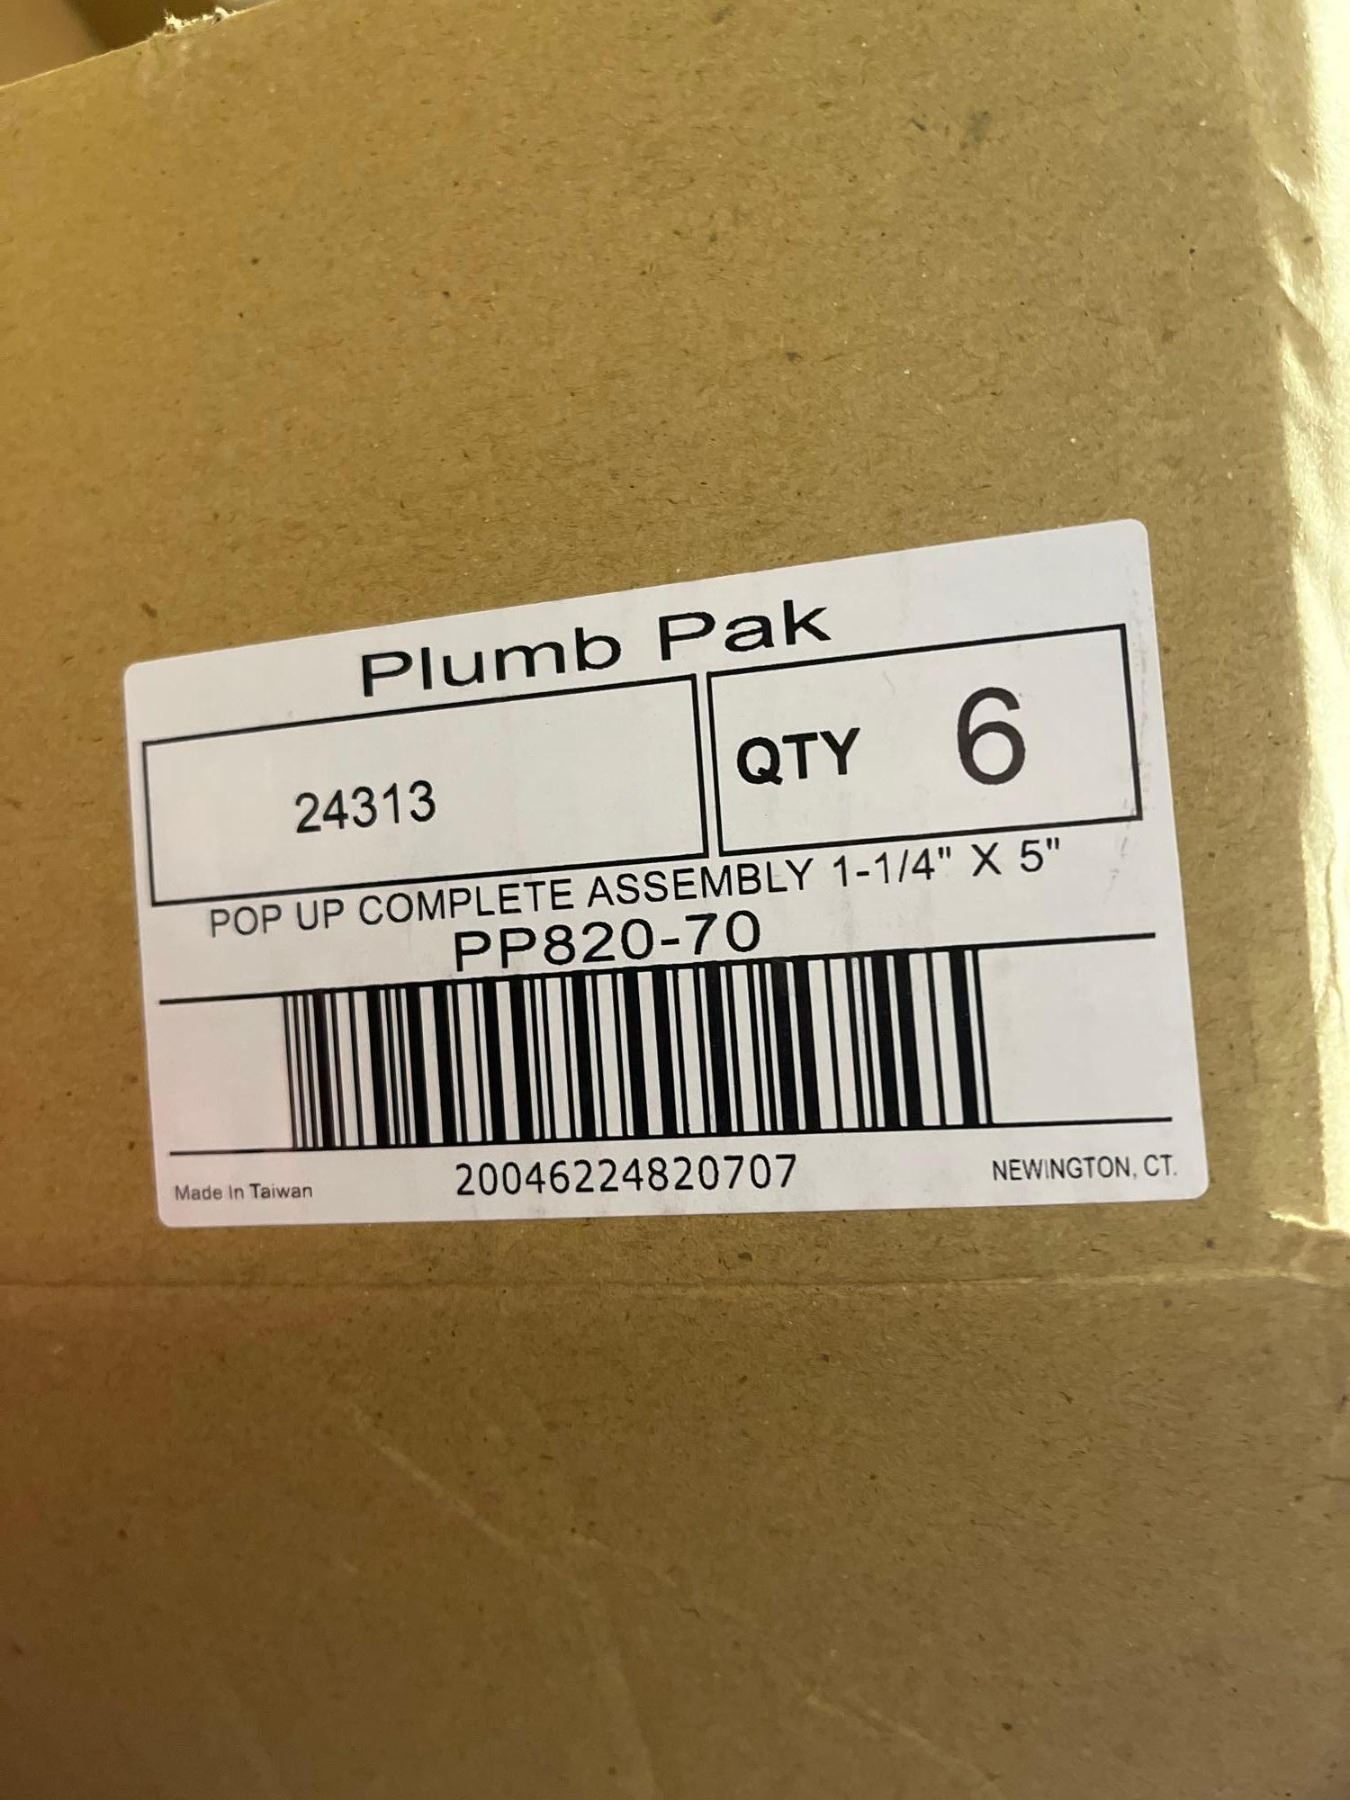 Plumb Pak
24313
QTY 6
POP UP COMPLETE ASSEMBLY 1-1/4" X 5"
PP820-70
20046224820707
Made In Taiwan
NEWINGTON, CT.